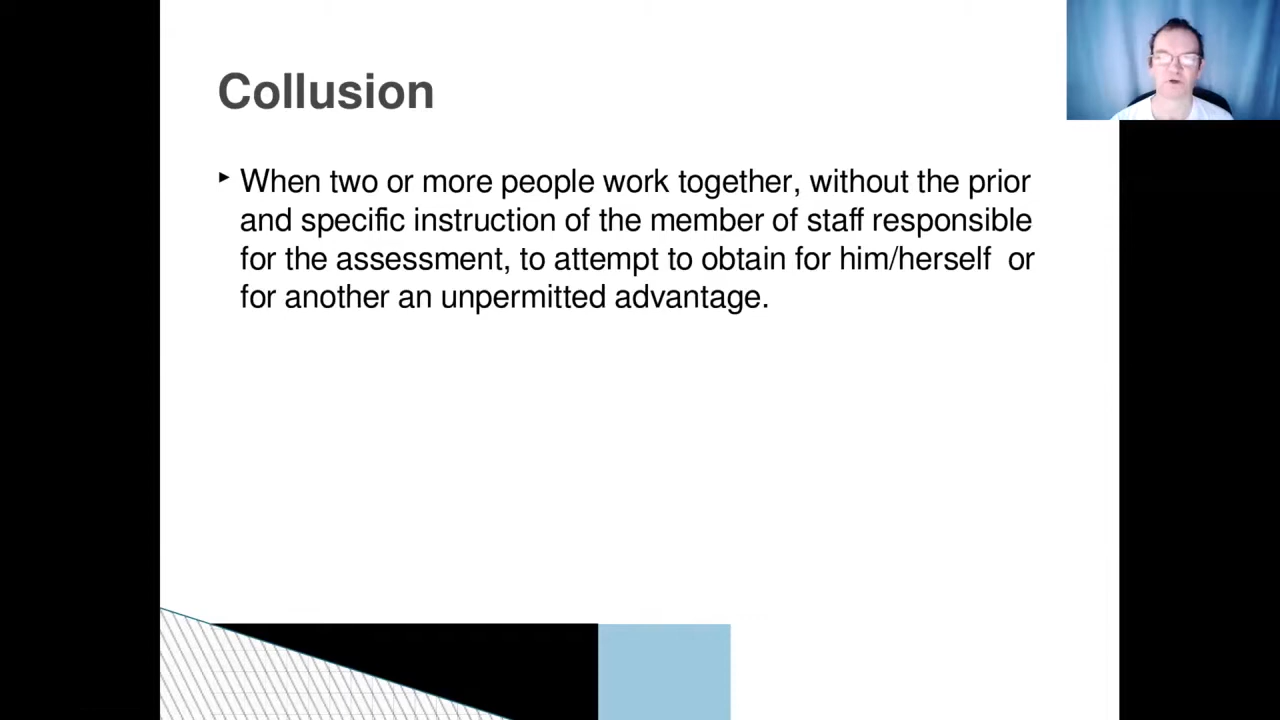 Collusion
When two or more people work together, without the prior
and specific instruction of the member of staff responsible
for the assessment, to attempt to obtain for him/herself or
for another an unpermitted advantage.